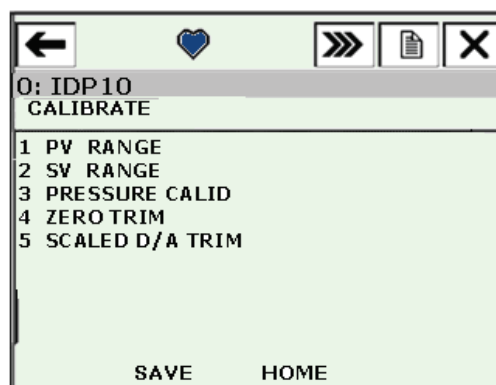 0: IDP10
CALIBRATE
1 PV RANGE
2 SV RANGE
3 PRESSURE CALID
4 ZERO TRIM
5 SCALED D/A TRIM
SAVE HOME